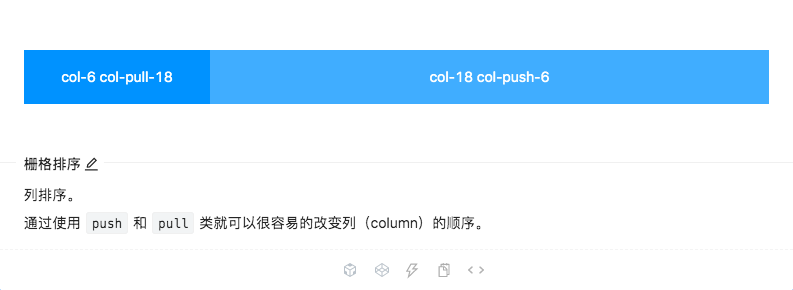 col-6 col-pull-18
col-18 col-push-6
栅格排序
列排序。
通过使用 push 和 pull 类就可以很容易的改变列（column）的顺序。